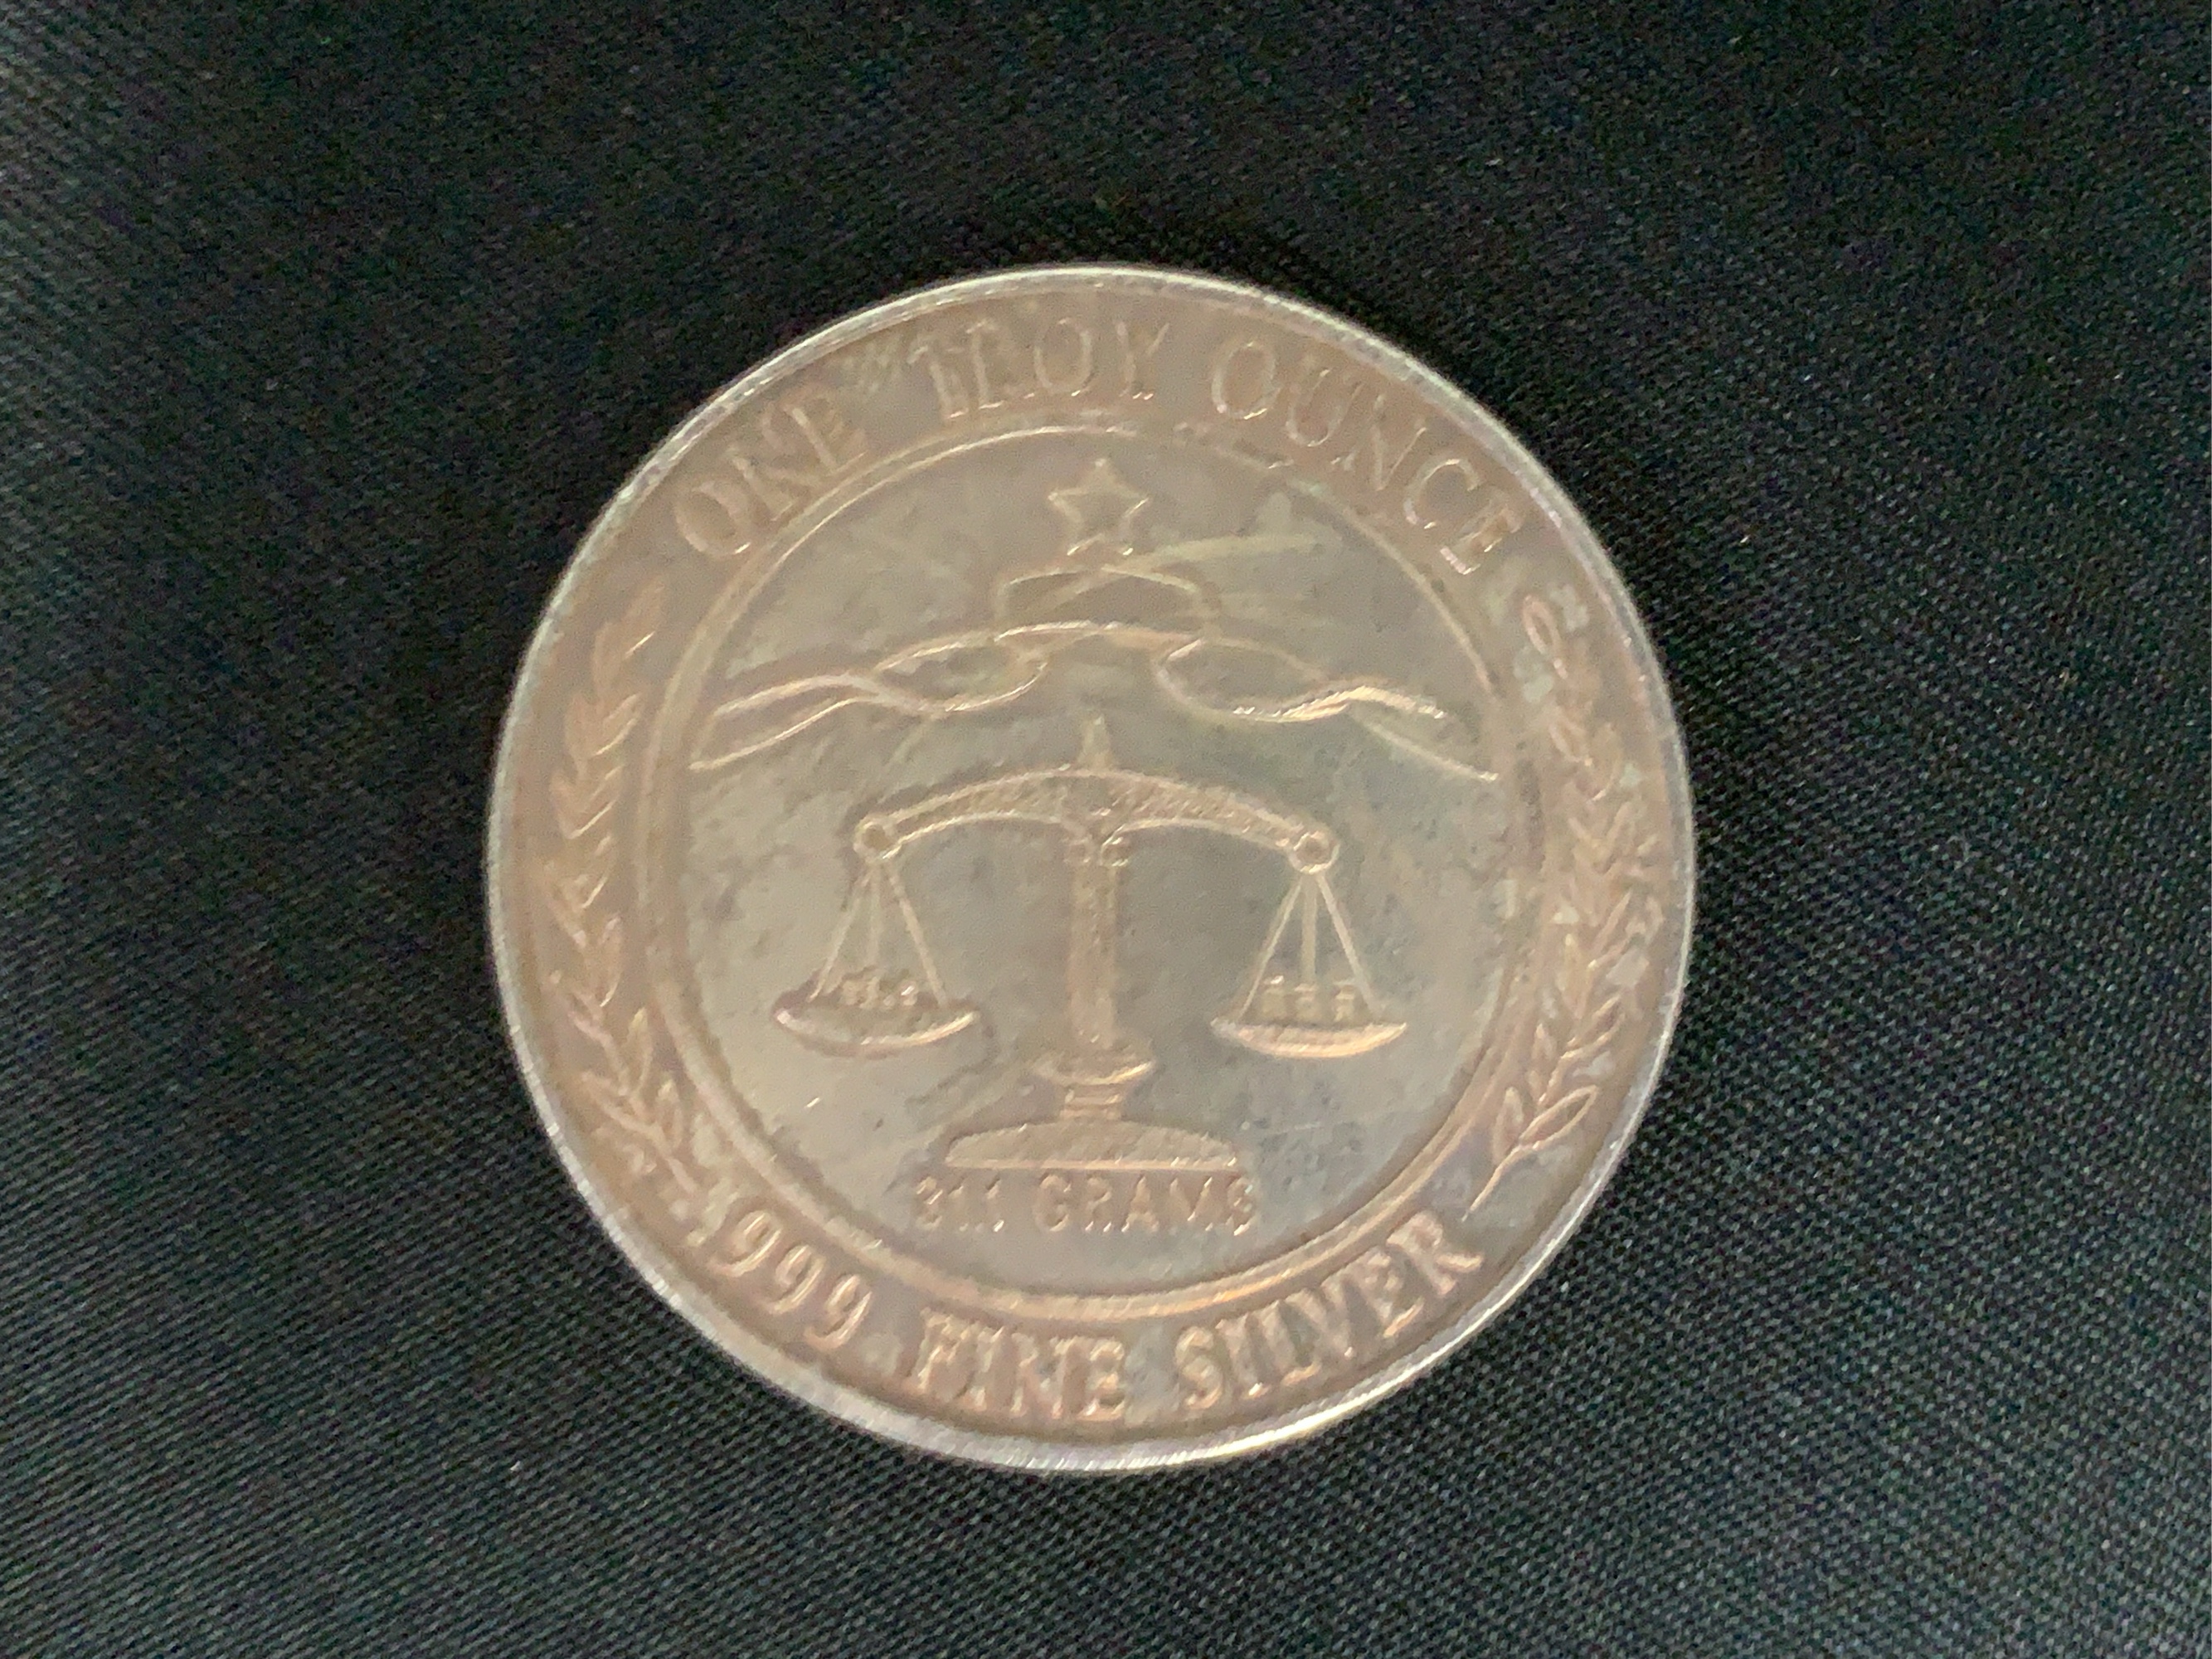 ONE TROY OUNCE
31.1 GRAMS
.999 FINE SILVER